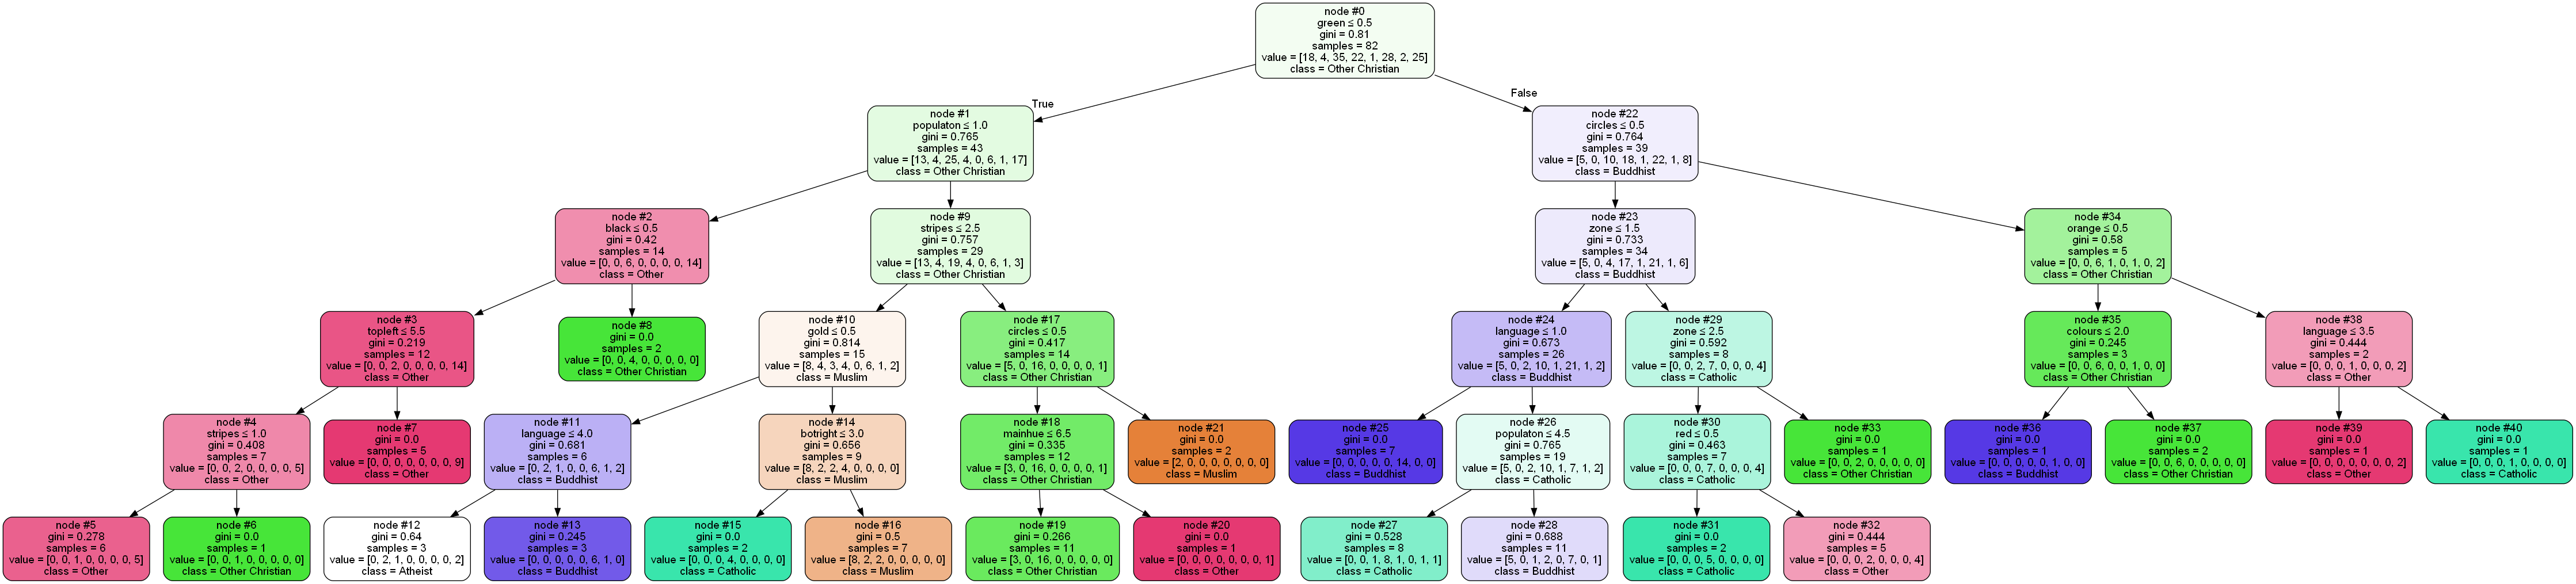 node #0
green ≤ 0.5
gini = 0.81
samples = 82
value = [18, 4, 35, 22, 1, 28, 2, 25]
class = Other Christian
True
False
node #1
populaton ≤ 1.0
gini = 0.765
samples = 43
value = [13, 4, 25, 4, 0, 6, 1, 17]
class = Other Christian
node #22
circles ≤ 0.5
gini = 0.764
samples = 39
value = [5, 0, 10, 18, 1, 22, 1, 8]
class = Buddhist
node #2
black ≤ 0.5
gini = 0.42
samples = 14
value = [0, 0, 6, 0, 0, 0, 0, 14]
class = Other
node #9
stripes ≤ 2.5
gini = 0.757
samples = 29
value = [13, 4, 19, 4, 0, 6, 1, 3]
class = Other Christian
node #23
zone ≤ 1.5
gini = 0.733
samples = 34
value = [5, 0, 4, 17, 1, 21, 1, 6]
class = Buddhist
node #34
orange ≤ 0.5
gini = 0.58
samples = 5
value = [0, 0, 6, 1, 0, 1, 0, 2]
class = Other Christian
node #3
topleft ≤ 5.5
gini = 0.219
samples = 12
value = [0, 0, 2, 0, 0, 0, 0, 14]
class = Other
node #8
gini = 0.0
samples = 2
value = [0, 0, 4, 0, 0, 0, 0, 0]
class = Other Christian
node #10
gold ≤ 0.5
gini = 0.814
samples = 15
value = [8, 4, 3, 4, 0, 6, 1, 2]
class = Muslim
node #17
circles ≤ 0.5
gini = 0.417
samples = 14
value = [5, 0, 16, 0, 0, 0, 0, 1]
class = Other Christian
node #24
language ≤ 1.0
gini = 0.673
samples = 26
value = [5, 0, 2, 10, 1, 21, 1, 2]
class = Buddhist
node #29
zone ≤ 2.5
gini = 0.592
samples = 8
value = [0, 0, 2, 7, 0, 0, 0, 4]
class = Catholic
node #35
colours ≤ 2.0
gini = 0.245
samples = 3
value = [0, 0, 6, 0, 0, 1, 0, 0]
class = Other Christian
node #38
language ≤ 3.5
gini = 0.444
samples = 2
value = [0, 0, 0, 1, 0, 0, 0, 2]
class = Other
node #4
stripes ≤ 1.0
gini = 0.408
samples = 7
value = [0, 0, 2, 0, 0, 0, 0, 5]
class = Other
node #7
gini = 0.0
samples = 5
value = [0, 0, 0, 0, 0, 0, 0, 9]
class = Other
node #11
language ≤ 4.0
gini = 0.681
samples = 6
value = [0, 2, 1, 0, 0, 6, 1, 2]
class = Buddhist
node #14
botright ≤ 3.0
gini = 0.656
samples = 9
value = [8, 2, 2, 4, 0, 0, 0, 0]
class = Muslim
node #18
mainhue ≤ 6.5
gini = 0.335
samples = 12
value = [3, 0, 16, 0, 0, 0, 0, 1]
class = Other Christian
node #21
gini = 0.0
samples = 2
value = [2, 0, 0, 0, 0, 0, 0, 0]
class = Muslim
node #25
gini = 0.0
samples = 7
value = [0, 0, 0, 0, 0, 14, 0, 0]
class = Buddhist
node #26
populaton ≤ 4.5
gini = 0.765
samples = 19
value = [5, 0, 2, 10, 1, 7, 1, 2]
class = Catholic
node #30
red ≤ 0.5
gini = 0.463
samples = 7
value = [0, 0, 0, 7, 0, 0, 0, 4]
class = Catholic
node #33
gini = 0.0
samples = 1
value = [0, 0, 2, 0, 0, 0, 0, 0]
class = Other Christian
node #36
gini = 0.0
samples = 1
value = [0, 0, 0, 0, 0, 1, 0, 0]
class = Buddhist
node #37
gini = 0.0
samples = 2
value = [0, 0, 6, 0, 0, 0, 0, 0]
class = Other Christian
node #39
gini = 0.0
samples = 1
value = [0, 0, 0, 0, 0, 0, 0, 2]
class = Other
node #40
gini = 0.0
samples = 1
value = [0, 0, 0, 1, 0, 0, 0, 0]
class = Catholic
node #5
gini = 0.278
samples = 6
value = [0, 0, 1, 0, 0, 0, 0, 5]
class = Other
node #6
gini = 0.0
samples = 1
value = [0, 0, 1, 0, 0, 0, 0, 0]
class = Other Christian
node #12
gini = 0.64
samples = 3
value = [0, 2, 1, 0, 0, 0, 0, 2]
class = Atheist
node #13
gini = 0.245
samples = 3
value = [0, 0, 0, 0, 0, 6, 1, 0]
class = Buddhist
node #15
gini = 0.0
samples = 2
value = [0, 0, 0, 4, 0, 0, 0, 0]
class = Catholic
node #16
gini = 0.5
samples = 7
value = [8, 2, 2, 0, 0, 0, 0, 0]
class = Muslim
node #19
gini = 0.266
samples = 11
value = [3, 0, 16, 0, 0, 0, 0, 0]
class = Other Christian
node #20
gini = 0.0
samples = 1
value = [0, 0, 0, 0, 0, 0, 0, 1]
class = Other
node #27
gini = 0.528
samples = 8
value = [0, 0, 1, 8, 1, 0, 1, 1]
class = Catholic
node #28
gini = 0.688
samples = 11
value = [5, 0, 1, 2, 0, 7, 0, 1]
class = Buddhist
node #31
gini = 0.0
samples = 2
value = [0, 0, 0, 5, 0, 0, 0, 0]
class = Catholic
node #32
gini = 0.444
samples = 5
value = [0, 0, 0, 2, 0, 0, 0, 4]
class = Other